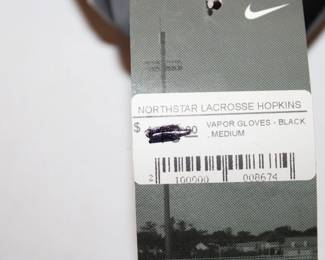 NORTHSTAR LACROSSE HOPKINS
$
VAPOR GLOVES - BLACK
, MEDIUM
2 100000 008674